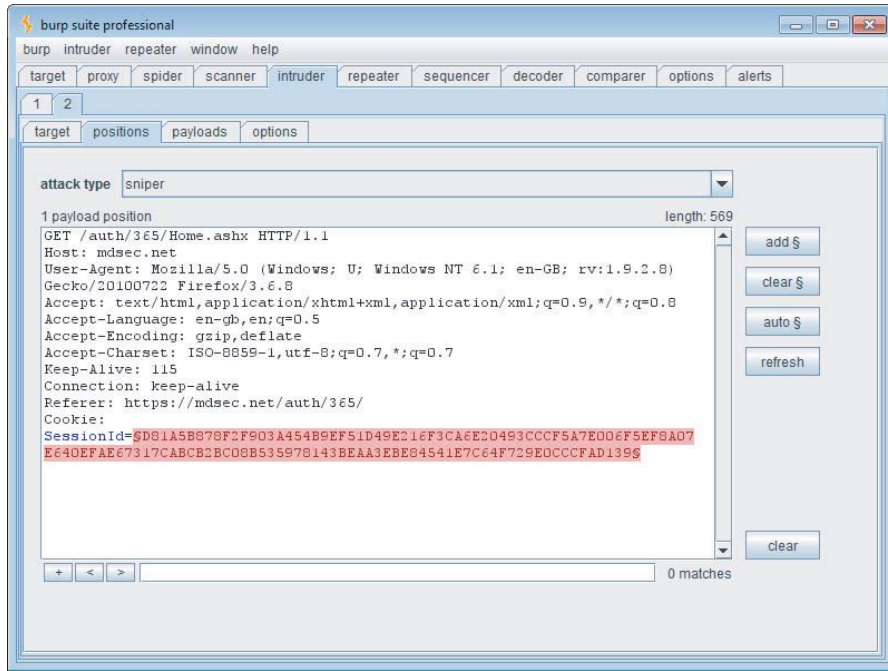 burp suite professional
burp intruder repeater window help
target proxy spider scanner intruder repeater sequencer decoder comparer options alerts
1 2
target positions payloads options
attack type sniper
1 payload position length: 569
GET /auth/365/Home.ashx HTTP/1.1
Host: mdsec.net
User-Agent: Mozilla/5.0 (Windows; U; Windows NT 6.1; en-GB; rv:1.9.2.8)
Gecko/20100722 Firefox/3.6.8
Accept: text/html,application/xhtml+xml,application/xml;q=0.9,*/*;q=0.8
Accept-Language: en-gb,en;q=0.5
Accept-Encoding: gzip,deflate
Accept-Charset: ISO-8859-1,utf-8;q=0.7,*;q=0.7
Keep-Alive: 115
Connection: keep-alive
Referer: https://mdsec.net/auth/365/
Cookie:
SessionId=§D81A5B878F2F903A454B9EF51D49E216F3CA6E20493CCCF5A7E006F5EF8A07
E640EFAE67317CABCB2BC08B535978143BEAA3EBE84541E7C64F729E0CCCFAD139§
add §
clear §
auto §
refresh
clear
+ < > 0 matches